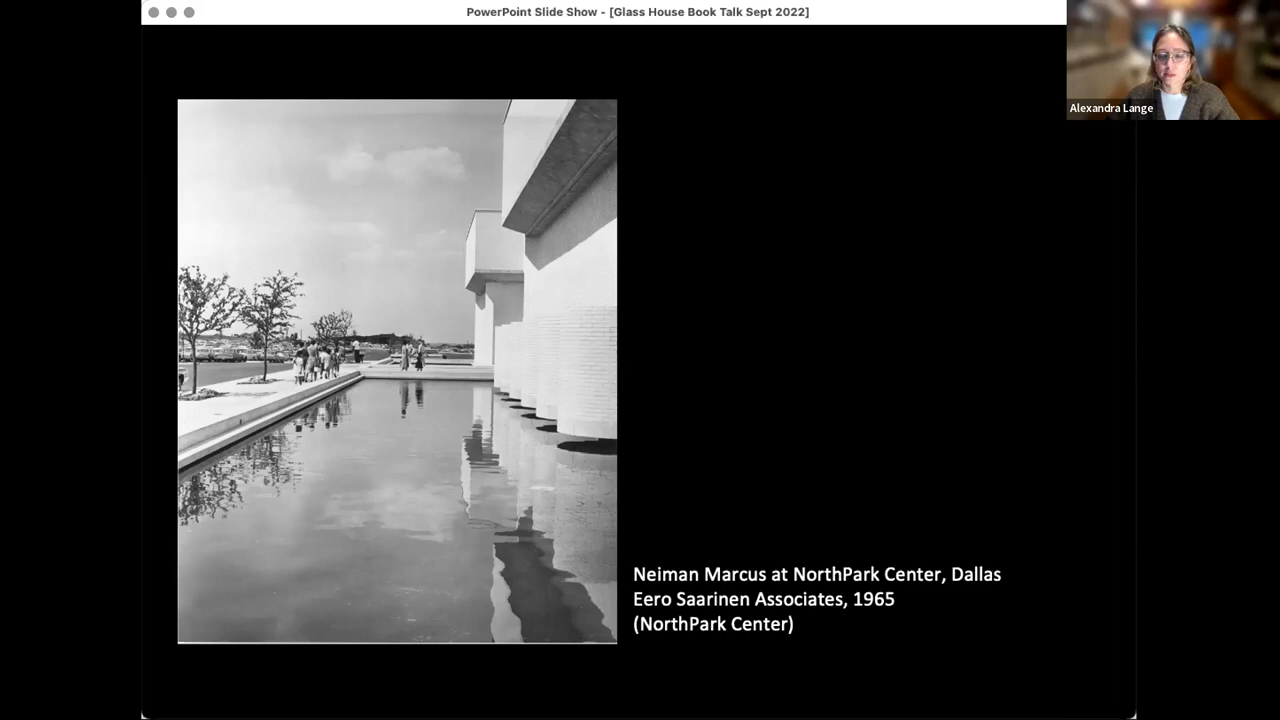 PowerPoint Slide Show - [Glass House Book Talk Sept 2022]
Alexandra Lange
Neiman Marcus at NorthPark Center, Dallas
Eero Saarinen Associates, 1965
(NorthPark Center)